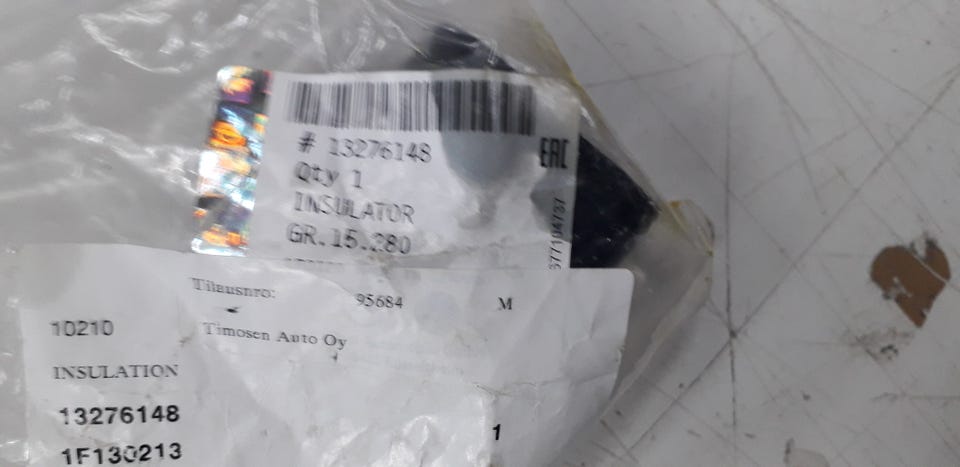 # 13276148
EAC
Qty 1
INSULATOR
GR.15.280
Tilausnro: 95684 M
10210 Timosen Auto Oy
INSULATION
13276148
1
1F130213